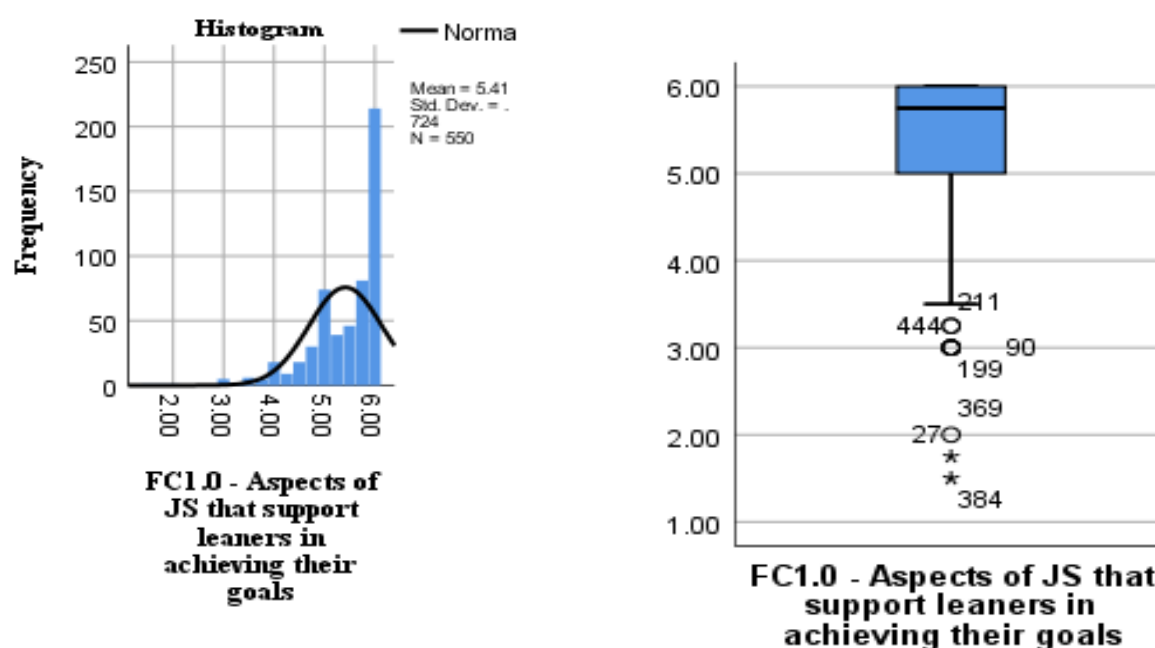 Histogram
Norma
Mean = 5.41
Std. Dev. = .
724
N = 550
Frequency
250
200
150
100
50
0
2.00
3.00
4.00
5.00
6.00
FC1.0 - Aspects of
JS that support
leaners in
achieving their
goals
6.00
5.00
4.00
3.00
2.00
1.00
211
444
90
199
369
27
384
FC1.0 - Aspects of JS that
support leaners in
achieving their goals